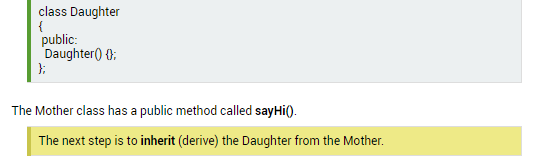 class Daughter
{
public:
Daughter() {};
};
The Mother class has a public method called sayHi().
The next step is to inherit (derive) the Daughter from the Mother.